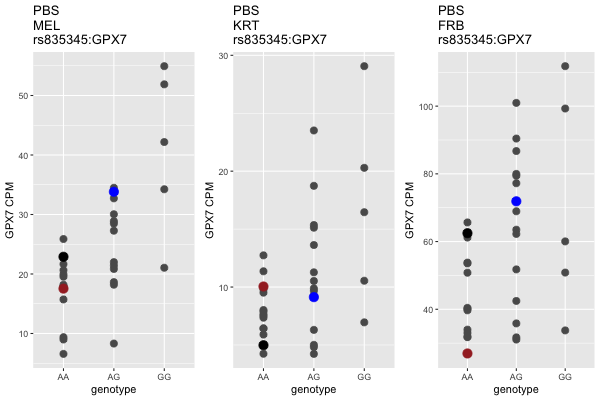 PBS
MEL
rs835345:GPX7
GPX7 CPM
50
40
30
20
10
AA
AG
GG
genotype
PBS
KRT
rs835345:GPX7
GPX7 CPM
30
20
10
AA
AG
GG
genotype
PBS
FRB
rs835345:GPX7
GPX7 CPM
100
80
60
40
AA
AG
GG
genotype